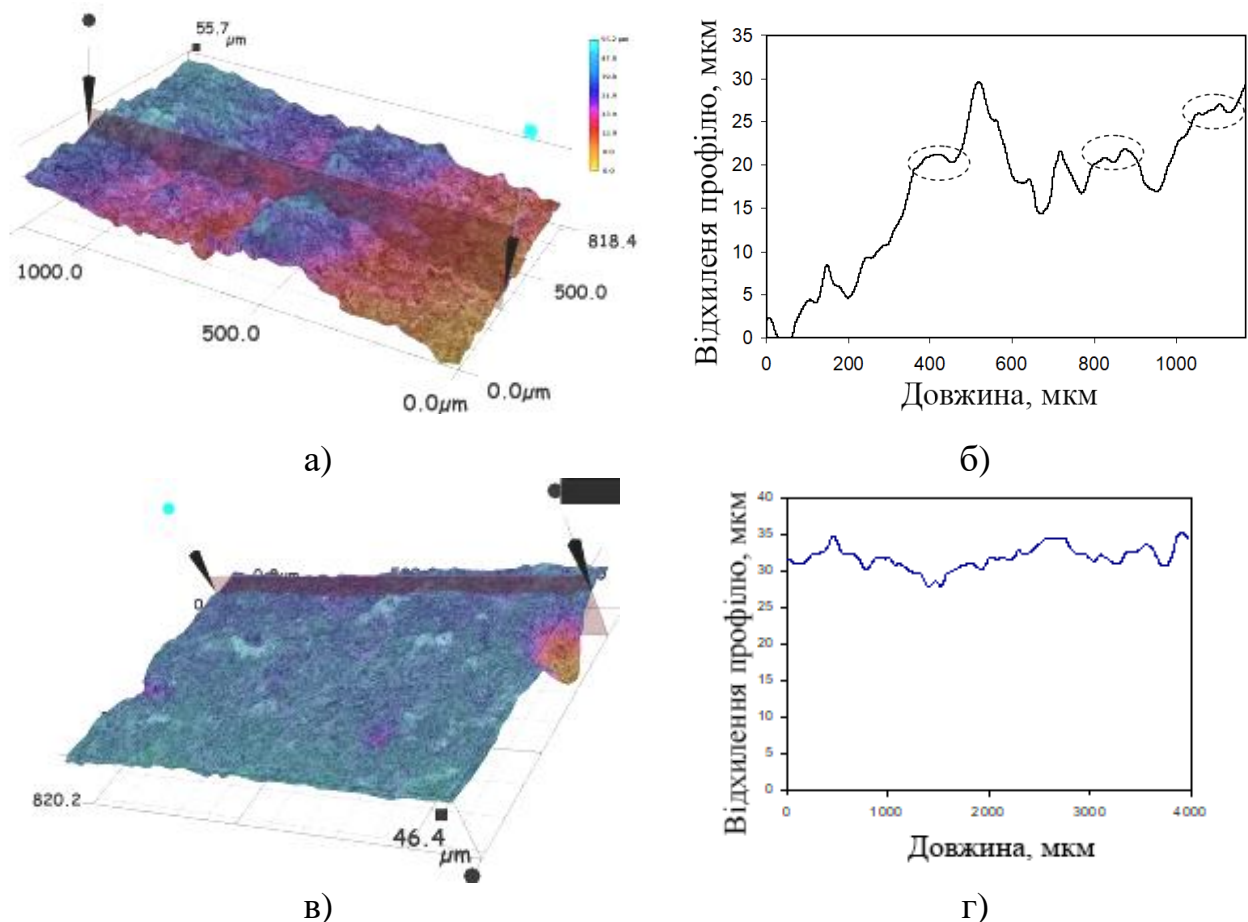 55.7
µm
1000.0
500.0
0.0µm
0.0µm
500.0
818.4
а)
35
30
25
20
15
10
5
0
0
200
400
600
800
1000
Відхиленя профілю, мкм
Довжина, мкм
б)
820.2
46.4
µm
в)
40
35
30
25
20
15
10
5
0
0
1000
2000
3000
4000
Відхилення профілю, мкм
Довжина, мкм
г)